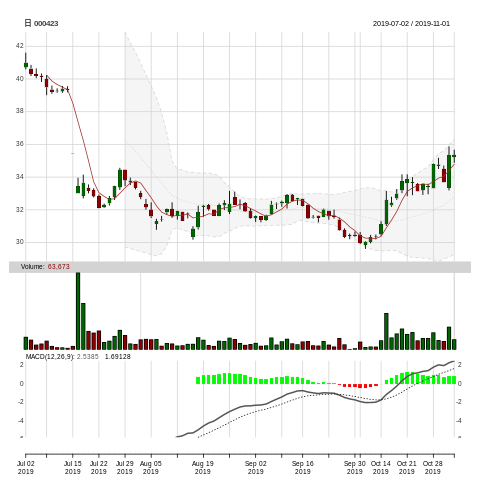 日 000423
2019-07-02 / 2019-11-01
42
40
38
36
34
32
30
Volume: 63,673
MACD(12,26,9): 2.5385 1.69128
2 2
0
-2 -2
-4 -4
Jul 02 2019
Jul 15 2019
Jul 22 2019
Jul 29 2019
Aug 05 2019
Aug 19 2019
Sep 02 2019
Sep 16 2019
Sep 30 2019
Oct 14 2019
Oct 21 2019
Oct 28 2019